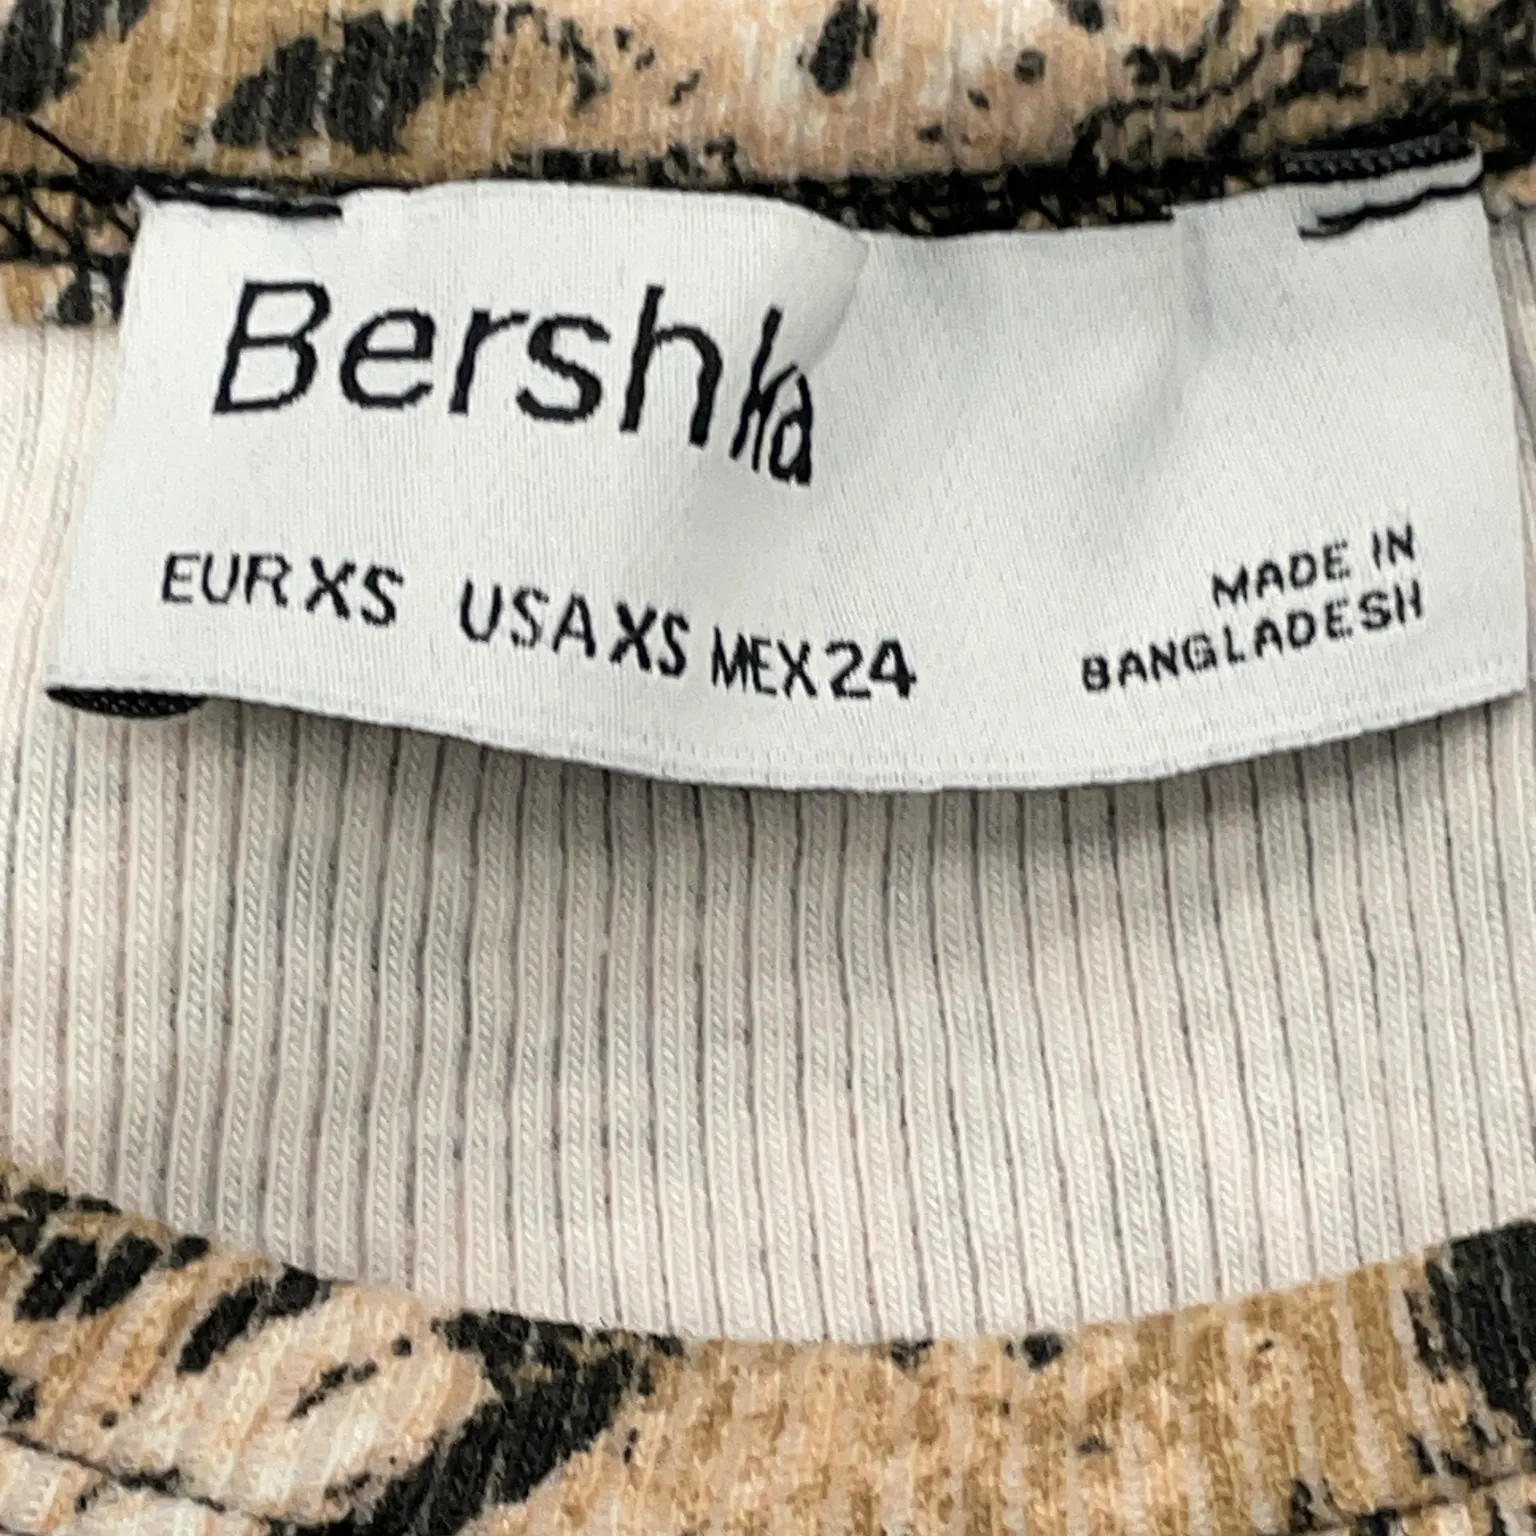 Bershka
EUR XS USA XS MEX 24
MADE IN
BANGLADESH